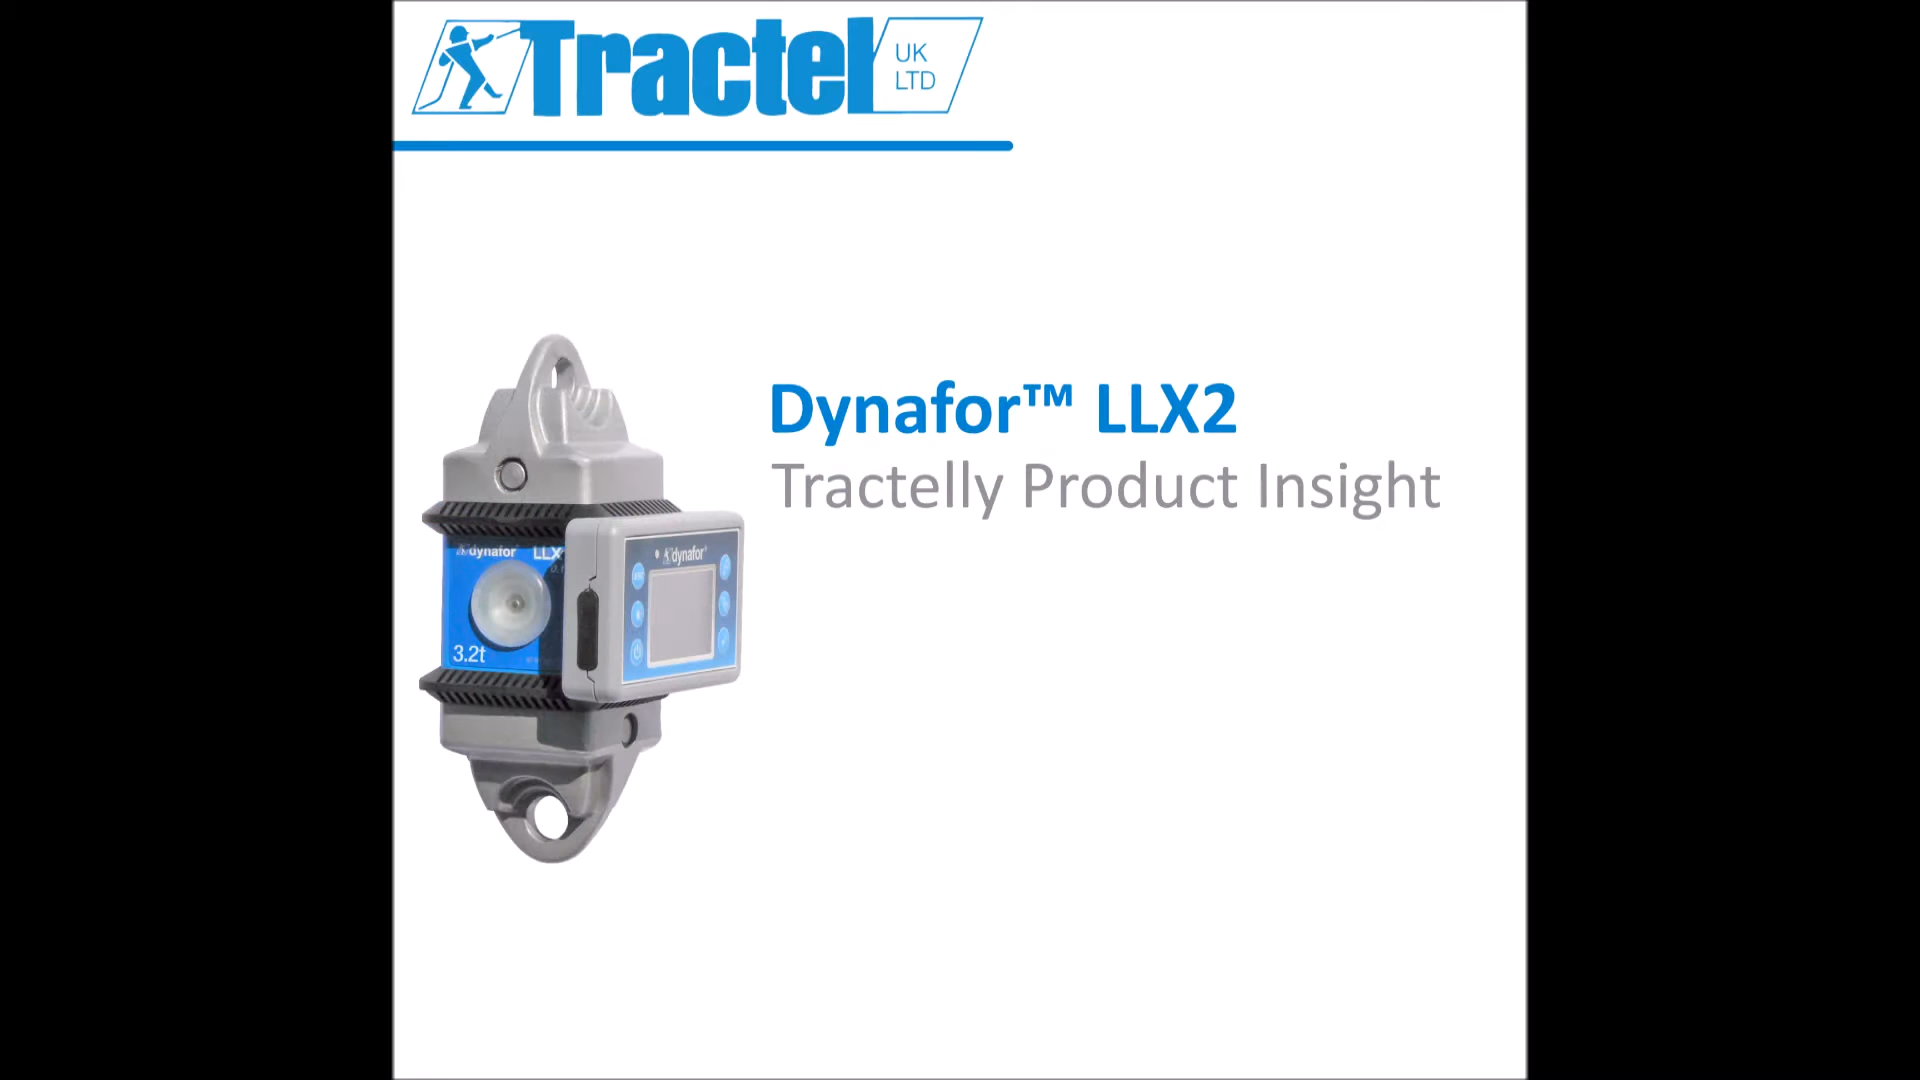 Tractel
UK
LTD
Dynafor™ LLX2
Tractelly Product Insight
dynafor
LLX
3.2t
dynafor